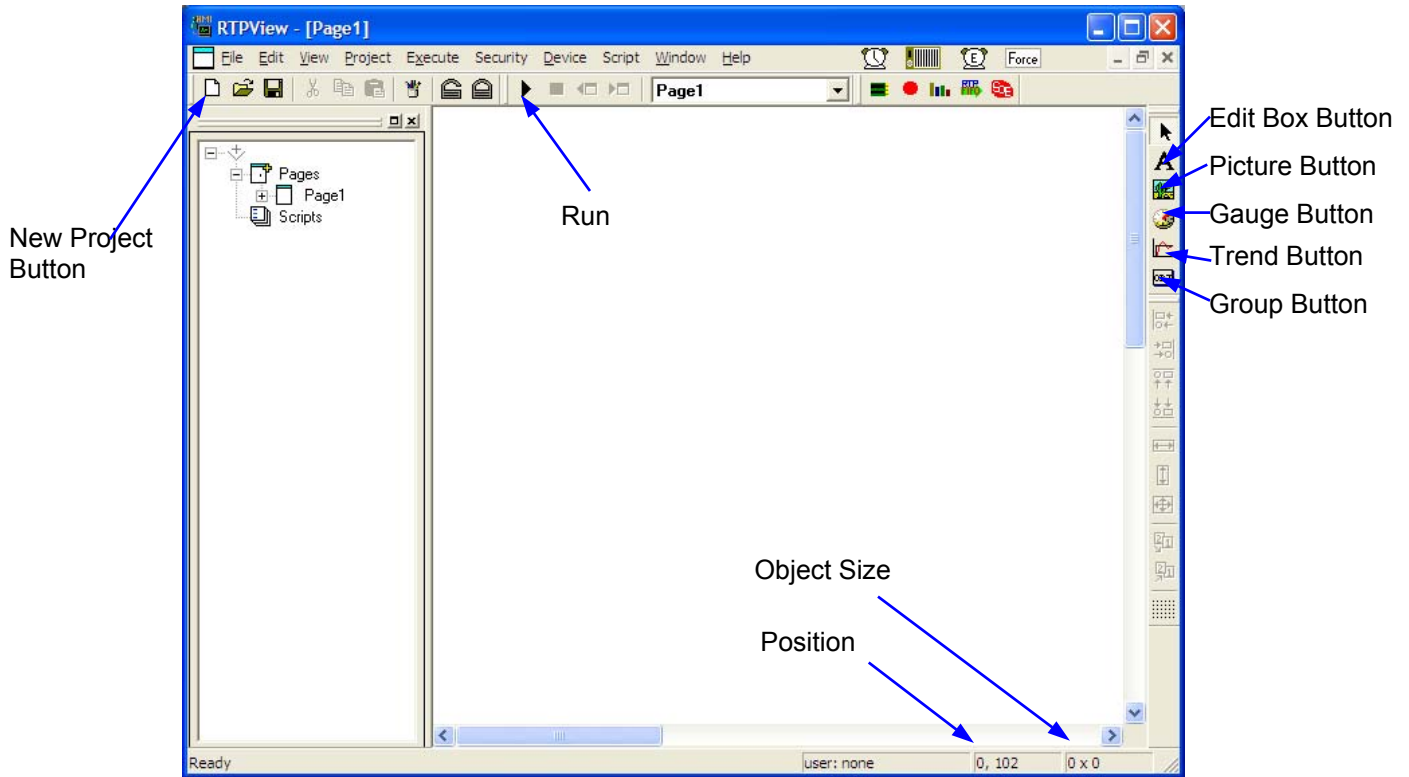 RTPView - [Page1]
File Edit View Project Execute Security Device Script Window Help
E
Force
Page1
Pages
Page1
Scripts
New Project
Button
Run
Edit Box Button
A
Picture Button
Gauge Button
Trend Button
Group Button
Object Size
Position
Ready
user: none
0, 102
0 x 0